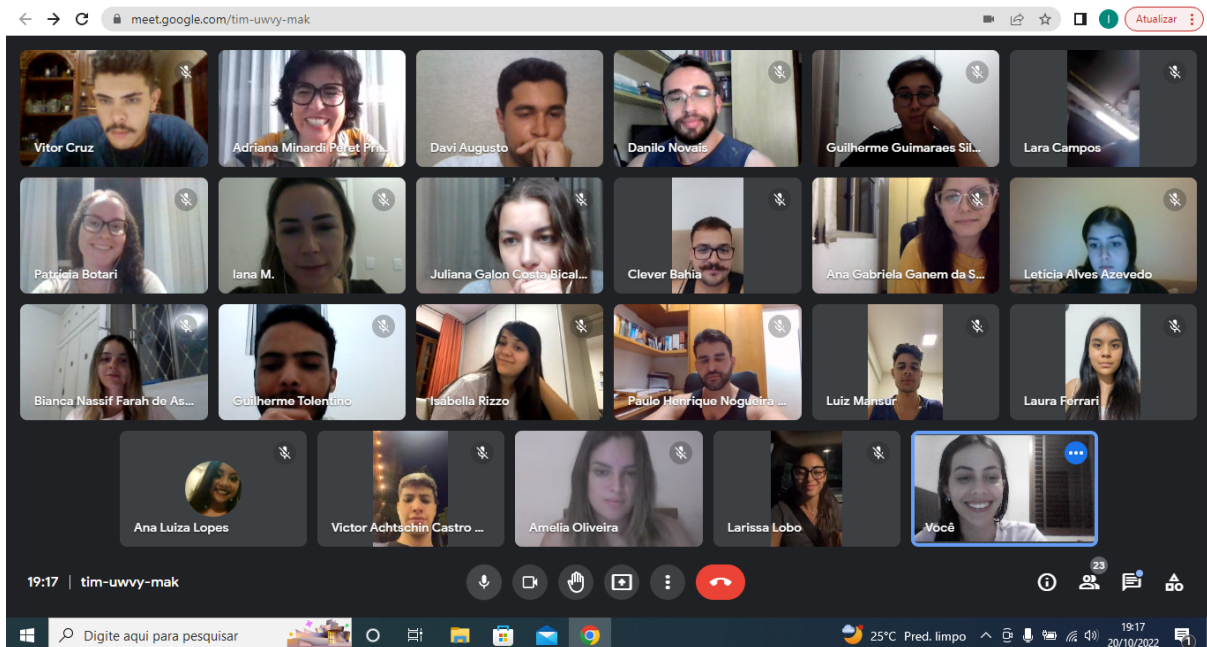 meet.google.com/tim-uwvy-mak
Atualizar
I
Vitor Cruz
Adriana Minardi Peret Pri...
Davi Augusto
Danilo Novais
Guilherme Guimaraes Sil...
Lara Campos
Patrícia Botari
Iana M.
Juliana Galon Costa Bical...
Clever Bahia
Ana Gabriela Ganem da S...
Letícia Alves Azevedo
Bianca Nassif Farah de As...
Guilherme Tolentino
Isabella Rizzo
Paulo Henrique Nogueira ...
Luiz Mansur
Laura Ferrari
Ana Luiza Lopes
Victor Achtschin Castro ...
Amelia Oliveira
Larissa Lobo
Você
19:17 | tim-uwvy-mak
23
Digite aqui para pesquisar
25°C Pred. limpo
19:17
20/10/2022
1